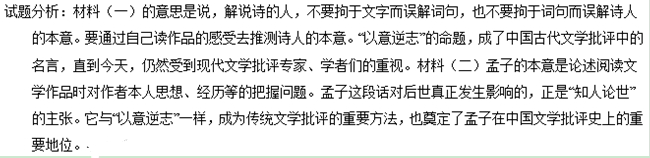 试题分析：材料（一）的意思是说，解说诗的人，不要拘于文字而误解词句，也不要拘于词句而误解诗人
的本意。要通过自己读作品的感受去推测诗人的本意。“以意逆志”的命题，成了中国古代文学批评中的
名言，直到今天，仍然受到现代文学批评专家、学者们的重视。材料（二）孟子的本意是论述阅读文
学作品时对作者本人思想、经历等的把握问题。孟子这段话对后世真正发生影响的，正是“知人论世”
的主张。它与“以意逆志”一样，成为传统文学批评的重要方法，也奠定了孟子在中国文学批评史上的重
要地位。.